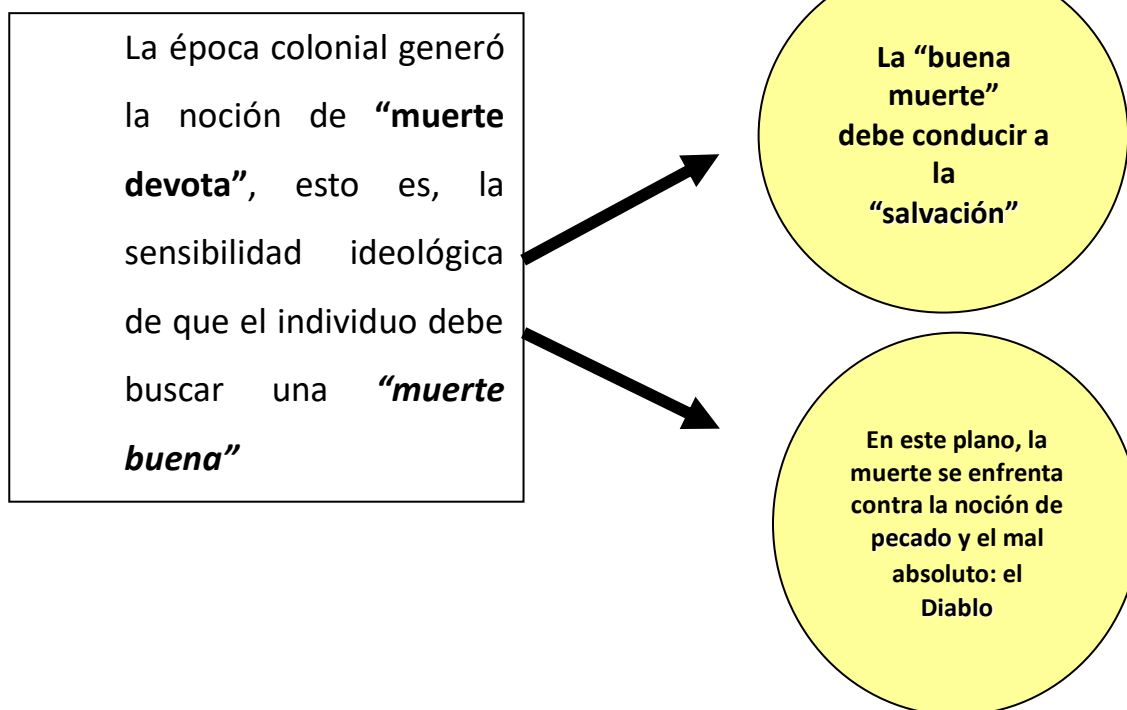 La época colonial generó
la noción de “muerte
devota”, esto es, la
sensibilidad ideológica
de que el individuo debe
buscar una “muerte
buena”
La “buena
muerte”
debe conducir a
la
“salvación”
En este plano, la
muerte se enfrenta
contra la noción de
pecado y el mal
absoluto: el
Diablo